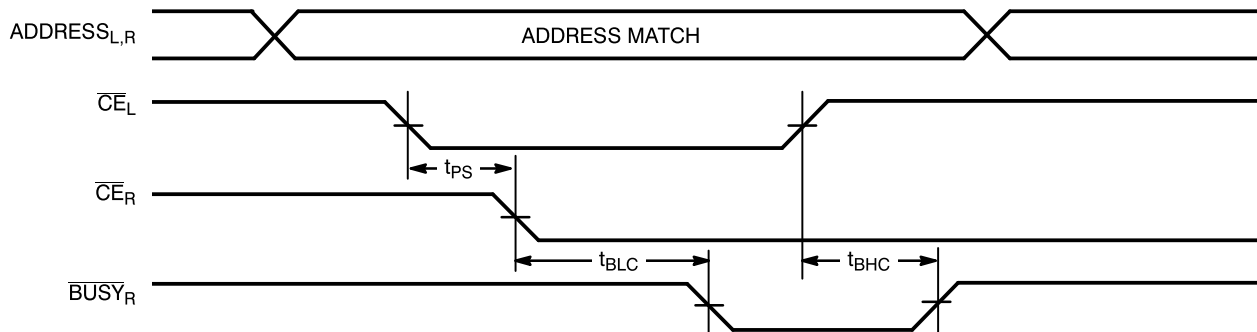 ADDRESSL,R
ADDRESS MATCH
CEL
tPS
CER
tBLC
tBHC
BUSYR